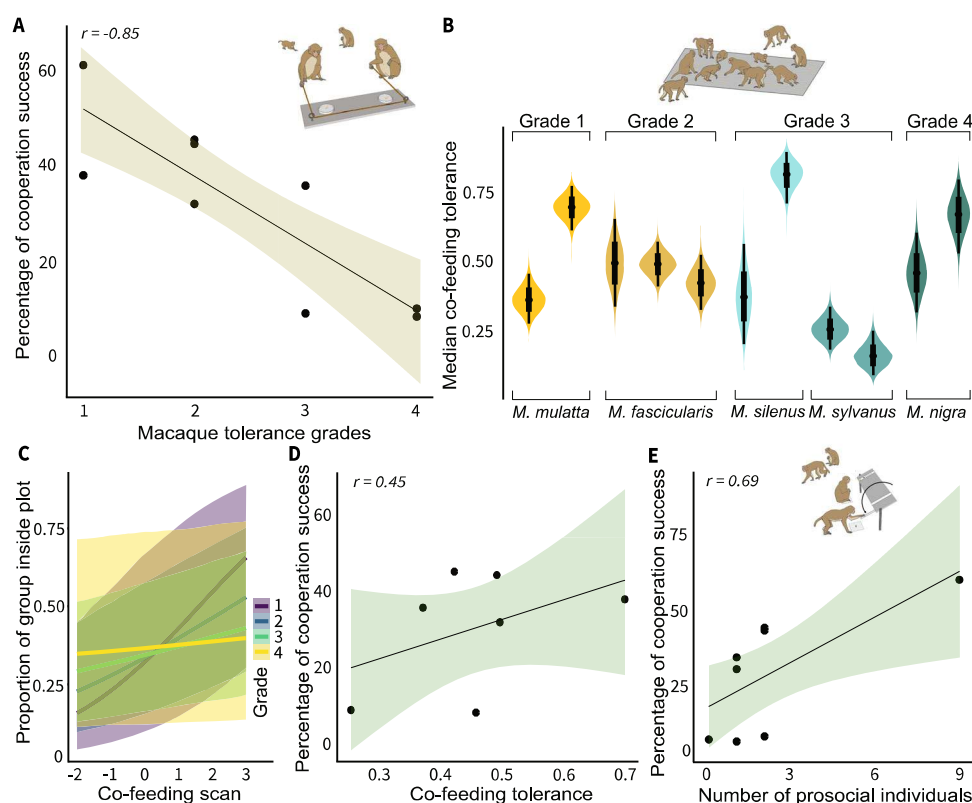 A
r = -0.85
Percentage of cooperation success
60
40
20
0
1 2 3 4
Macaque tolerance grades
B
Grade 1 Grade 2 Grade 3 Grade 4
Median co-feeding tolerance
0.75
0.50
0.25
M. mulatta M. fascicularis M. silenus M. sylvanus M. nigra
C
Proportion of group inside plot
0.75
0.50
0.25
0
-2 0 1 3
Co-feeding scan
Grade
1
2
3
4
D
r = 0.45
Percentage of cooperation success
60
40
20
0
0.3 0.4 0.5 0.6 0.7
Co-feeding tolerance
E
r = 0.69
Percentage of cooperation success
75
50
25
0
0 3 6 9
Number of prosocial individuals